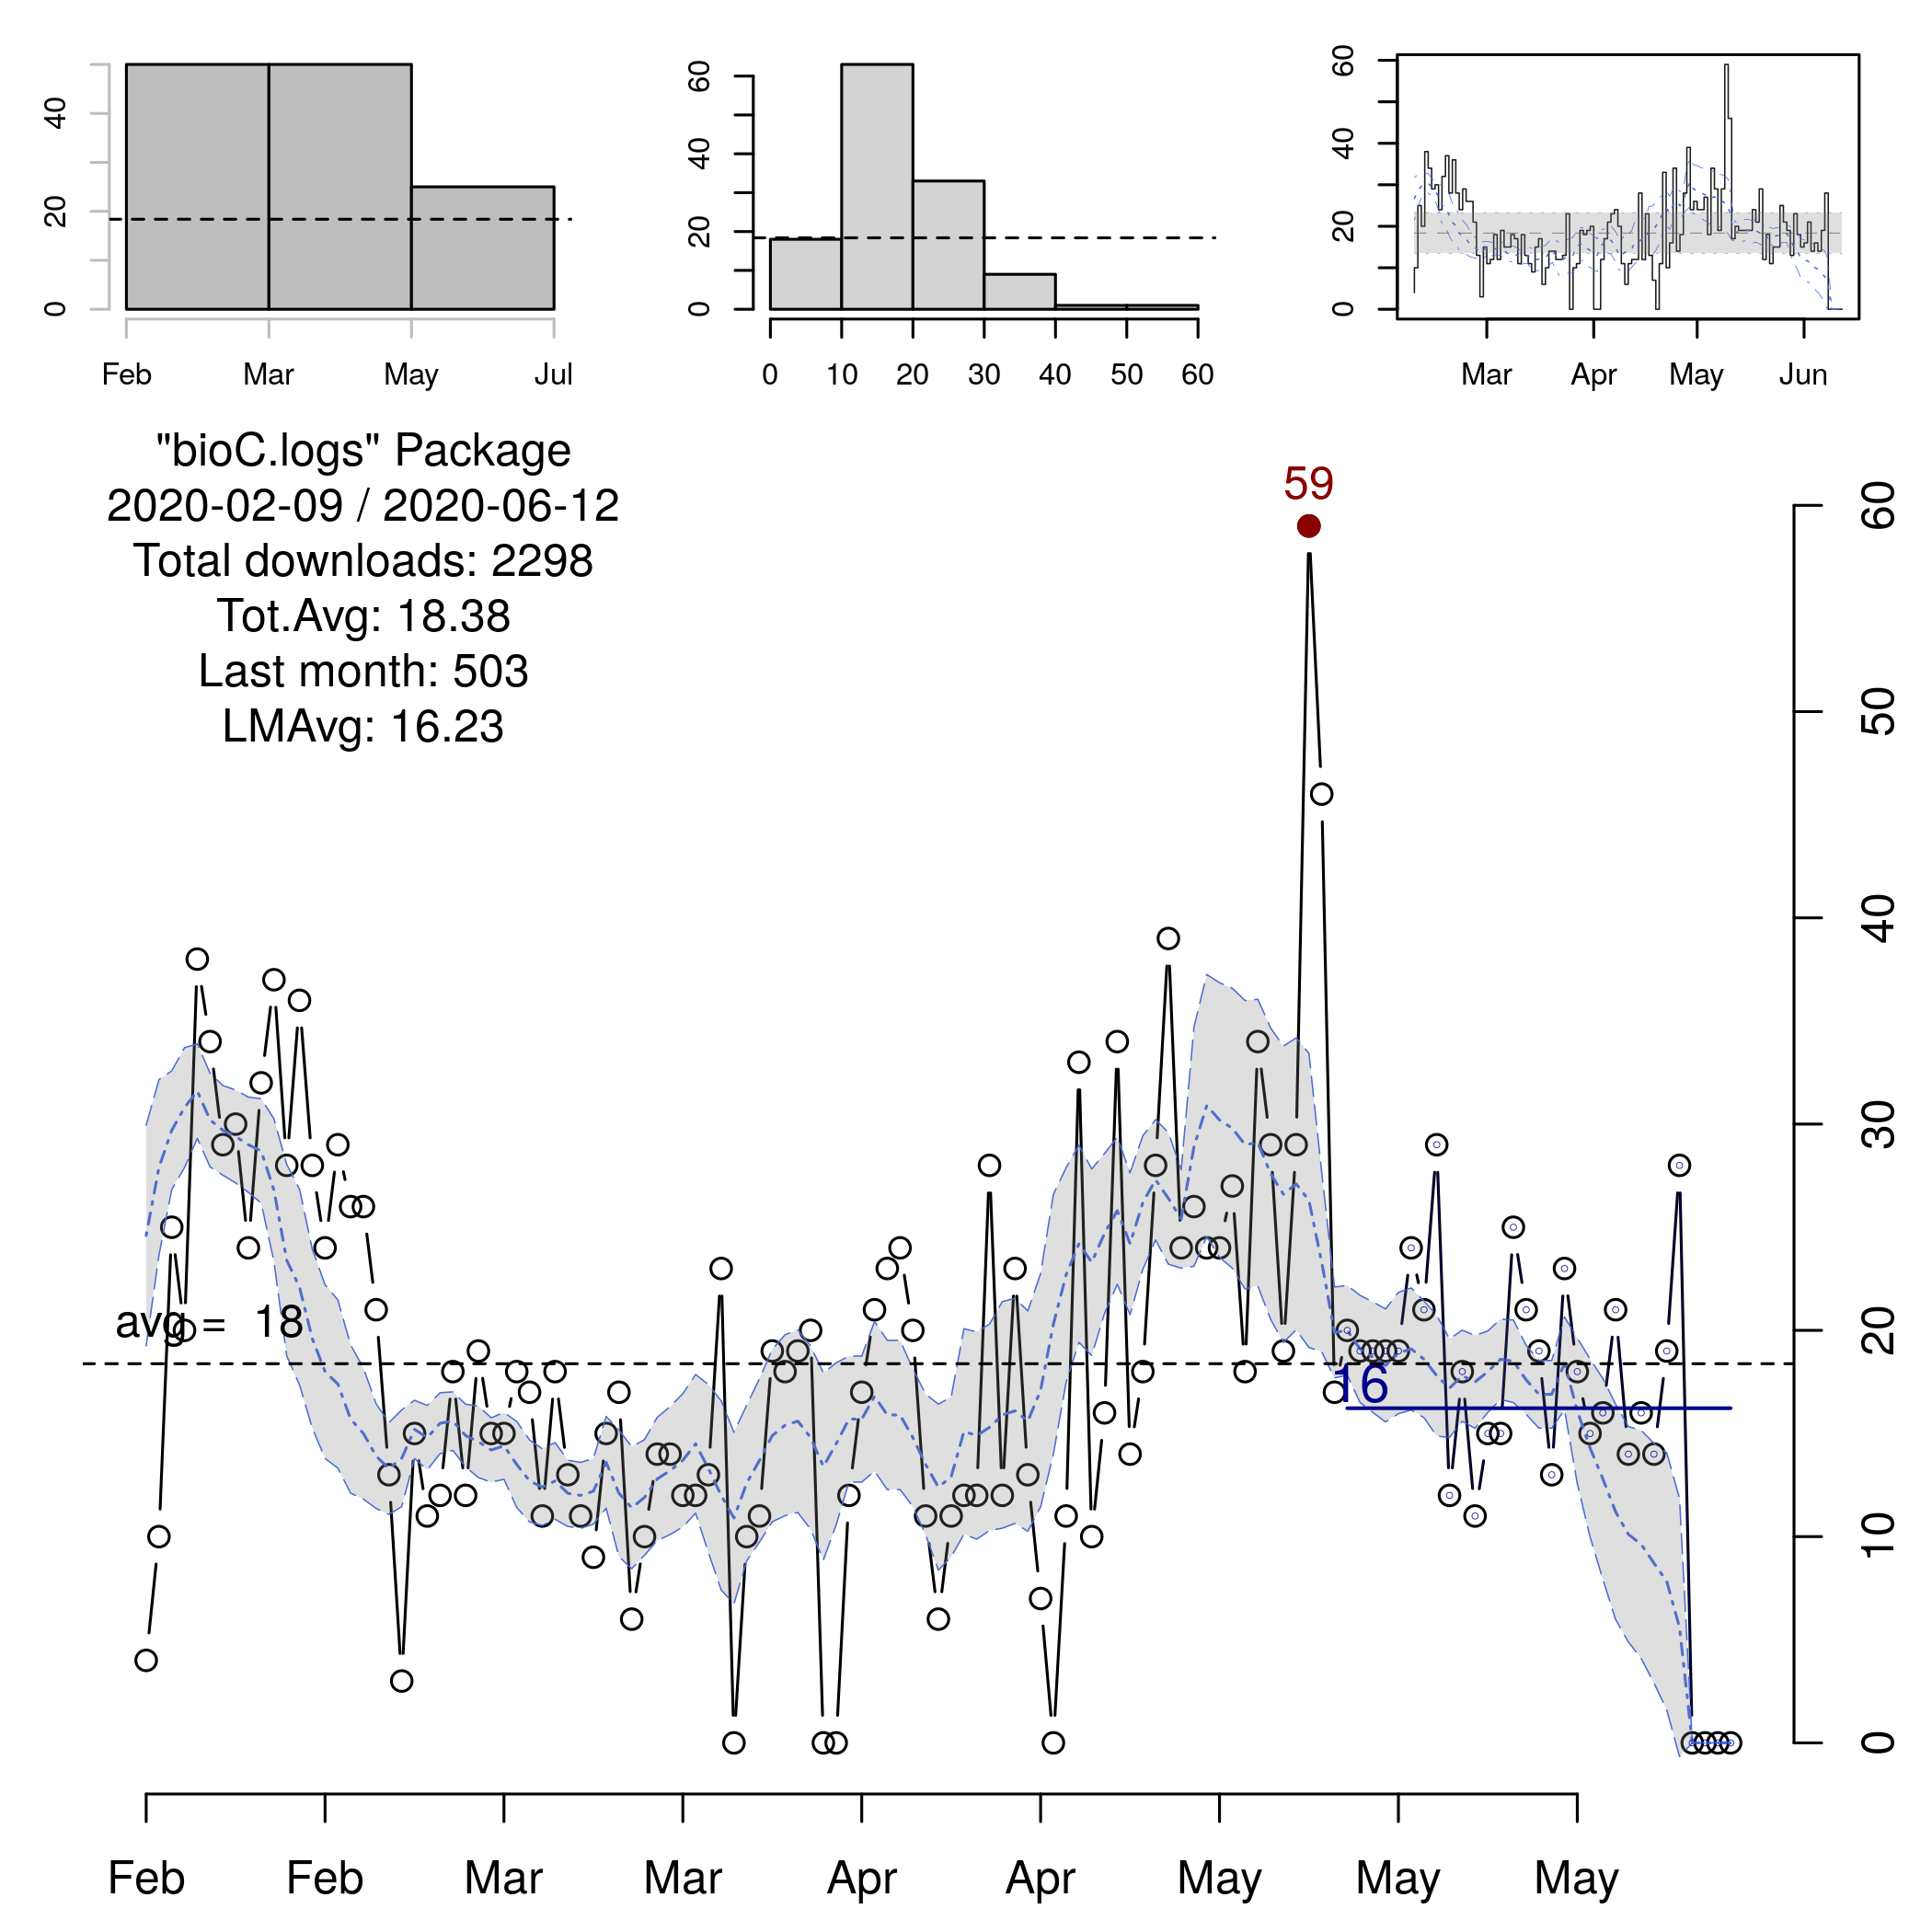 40
20
0
Feb Mar May Jul
60
40
20
0
0 10 20 30 40 50 60
60
40
20
0
Mar Apr May Jun
"bioC.logs" Package
2020-02-09 / 2020-06-12
Total downloads: 2298
Tot.Avg: 18.38
Last month: 503
LMAvg: 16.23
59
avg = 18
16
60
50
40
30
20
10
0
Feb Feb Mar Mar Apr Apr May May May